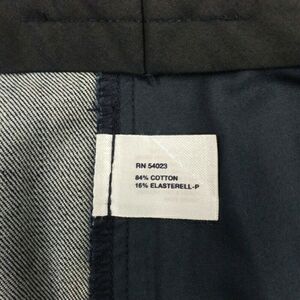 RN 54023
84% COTTON
16% ELASTERELL-P